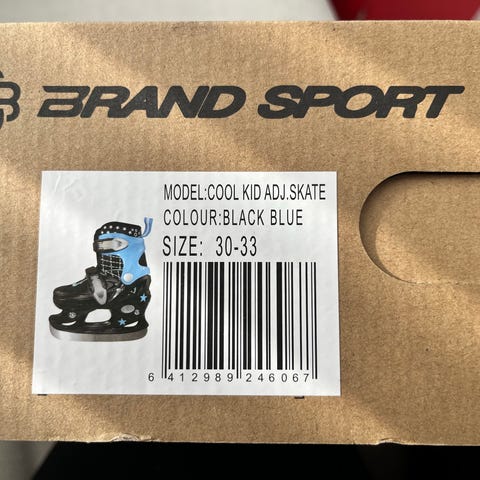 BRAND SPORT
MODEL:COOL KID ADJ.SKATE
COLOUR:BLACK BLUE
SIZE: 30-33
6 412989 246067